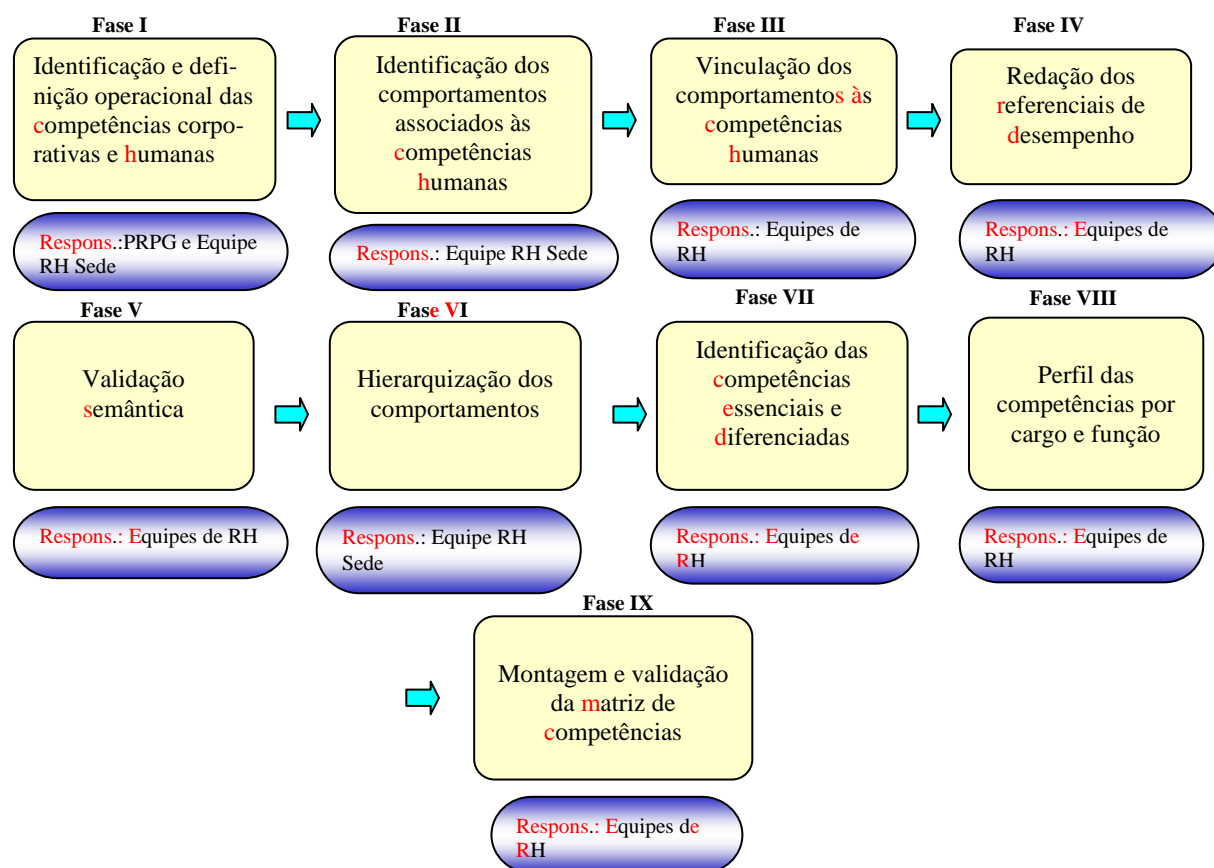 Fase I
Identificação e defi-
nição operacional das
competências corpo-
rativas e humanas
Respons.:PRPG e Equipe
RH Sede
Fase II
Identificação dos
comportamentos
associados às
competências
humanas
Respons.: Equipe RH Sede
Fase III
Vinculação dos
comportamentos às
competências
humanas
Respons.: Equipes de
RH
Fase IV
Redação dos
referenciais de
desempenho
Respons.: Equipes de
RH
Fase V
Validação
semântica
Respons.: Equipes de RH
Fase VI
Hierarquização dos
comportamentos
Respons.: Equipe RH
Sede
Fase VII
Identificação das
competências
essenciais e
diferenciadas
Respons.: Equipes de
RH
Fase VIII
Perfil das
competências por
cargo e função
Respons.: Equipes de
RH
Fase IX
Montagem e validação
da matriz de
competências
Respons.: Equipes de
RH